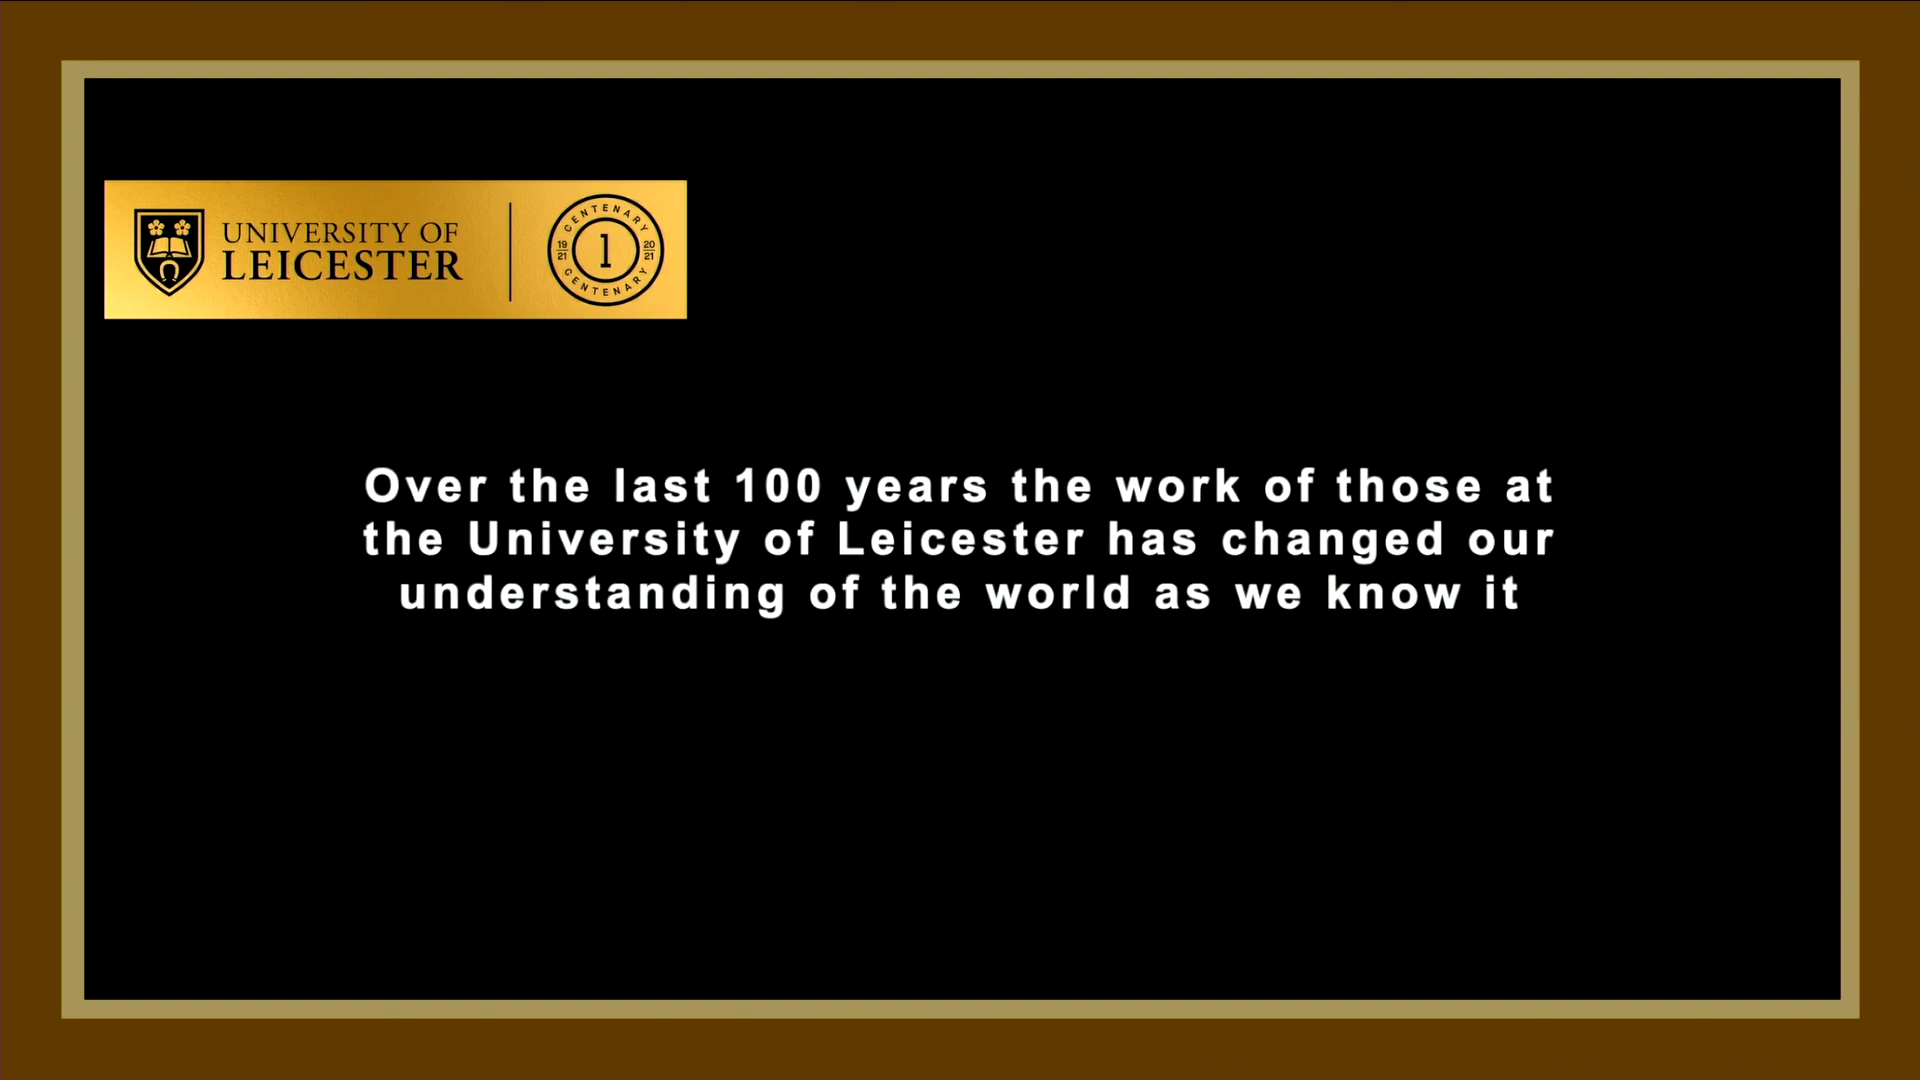 UNIVERSITY OF
LEICESTER
CENTENARY
19
21
1
20
21
CENTENARY
Over the last 100 years the work of those at
the University of Leicester has changed our
understanding of the world as we know it